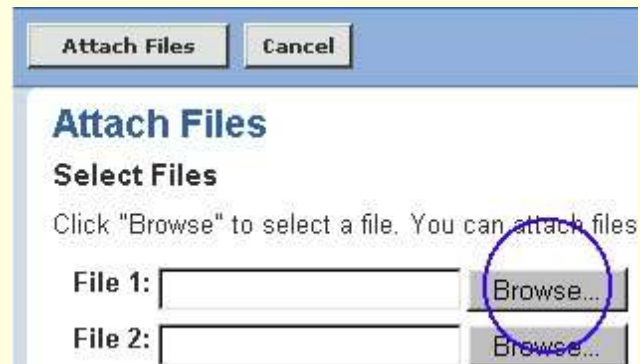 Attach Files Cancel
Attach Files
Select Files
Click "Browse" to select a file. You can attach files
File 1: Browse...
File 2: Browse...